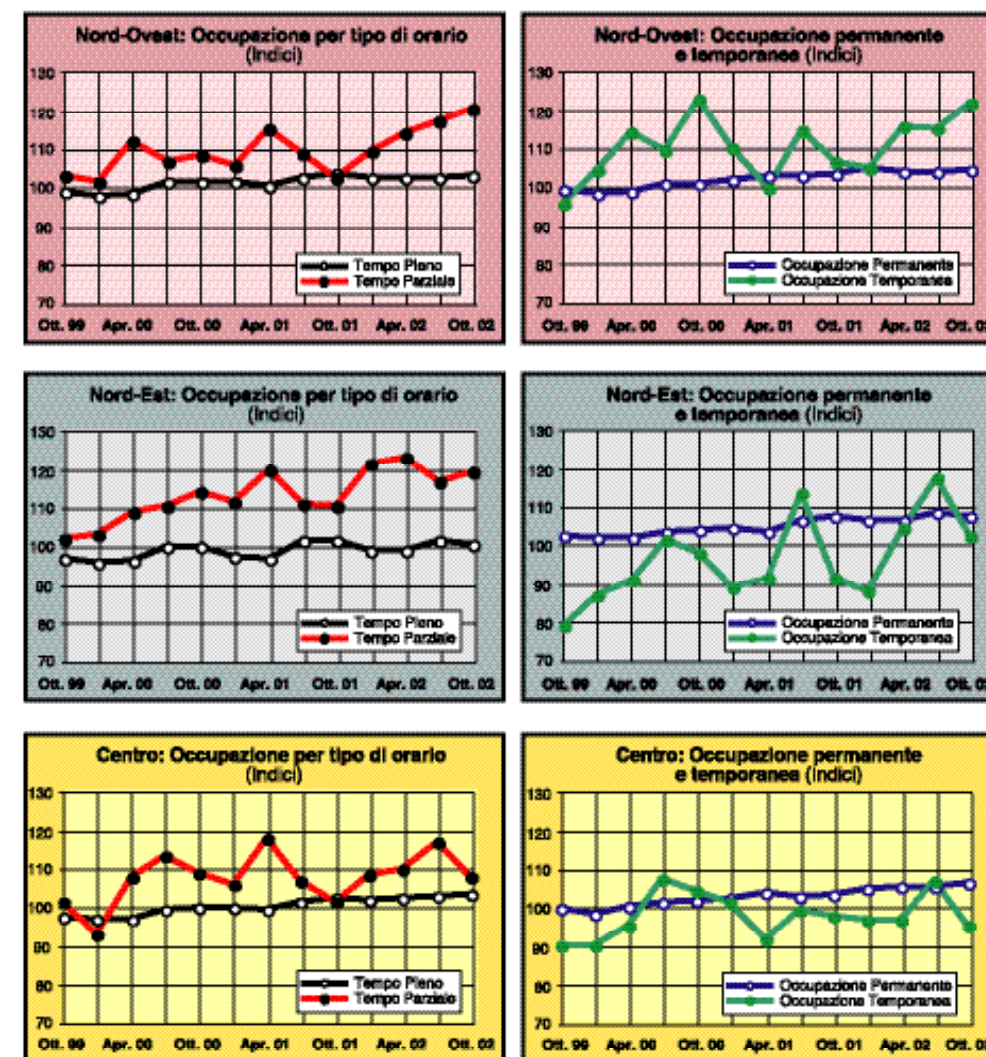 Nord-Ovest: Occupazione per tipo di orario
(Indici)
130
120
110
100
90
80
70
Tempo Pieno
Tempo Parziale
Ott. 99 Apr. 00 Ott. 00 Apr. 01 Ott. 01 Apr. 02 Ott. 02
Nord-Ovest: Occupazione permanente
e temporanea (Indici)
130
120
110
100
90
80
70
Occupazione Permanente
Occupazione Temporanea
Ott. 99 Apr. 00 Ott. 00 Apr. 01 Ott. 01 Apr. 02 Ott. 0
Nord-Est: Occupazione per tipo di orario
(Indici)
130
120
110
100
90
80
70
Tempo Pieno
Tempo Parziale
Ott. 99 Apr. 00 Ott. 00 Apr. 01 Ott. 01 Apr. 02 Ott. 02
Nord-Est: Occupazione permanente
e temporanea (Indici)
130
120
110
100
90
80
70
Occupazione Permanente
Occupazione Temporanea
Ott. 99 Apr. 00 Ott. 00 Apr. 01 Ott. 01 Apr. 02 Ott. 0
Centro: Occupazione per tipo di orario
(Indici)
130
120
110
100
90
80
70
Tempo Pieno
Tempo Parziale
Ott. 99 Apr. 00 Ott. 00 Apr. 01 Ott. 01 Apr. 02 Ott. 02
Centro: Occupazione permanente
e temporanea (Indici)
130
120
110
100
90
80
70
Occupazione Permanente
Occupazione Temporanea
Ott. 99 Apr. 00 Ott. 00 Apr. 01 Ott. 01 Apr. 02 Ott. 0